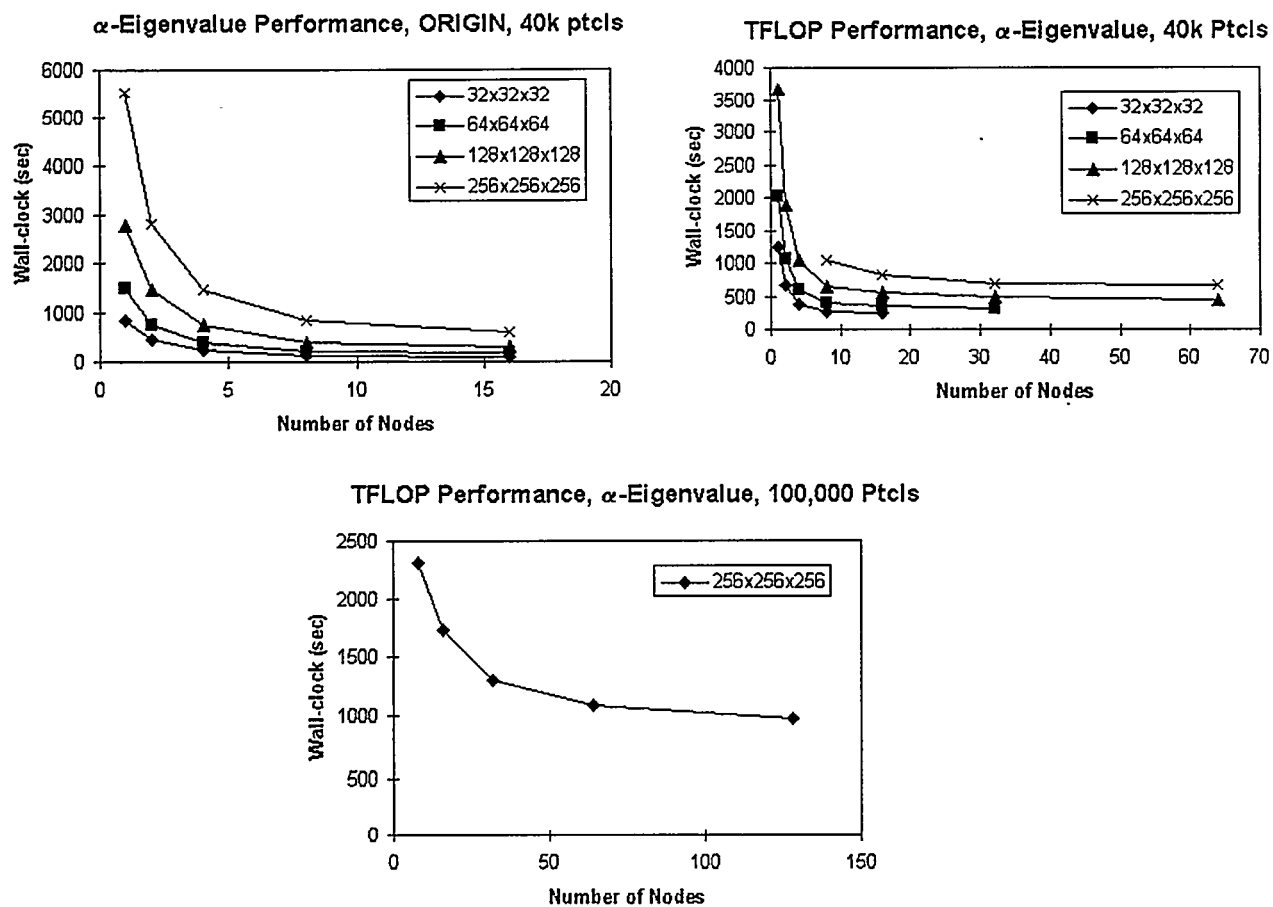 α-Eigenvalue Performance, ORIGIN, 40k ptcls
6000
5000
4000
3000
2000
1000
0
Wall-clock (sec)
32x32x32
64x64x64
128x128x128
256x256x256
0
5
10
15
20
Number of Nodes
TFLOP Performance, α-Eigenvalue, 40k Ptcls
4000
3500
3000
2500
2000
1500
1000
500
0
Wall-clock (sec)
32x32x32
64x64x64
128x128x128
256x256x256
0
10
20
30
40
50
60
70
Number of Nodes
TFLOP Performance, α-Eigenvalue, 100,000 Ptcls
2500
2000
1500
1000
500
0
Wall-clock (sec)
256x256x256
0
50
100
150
Number of Nodes